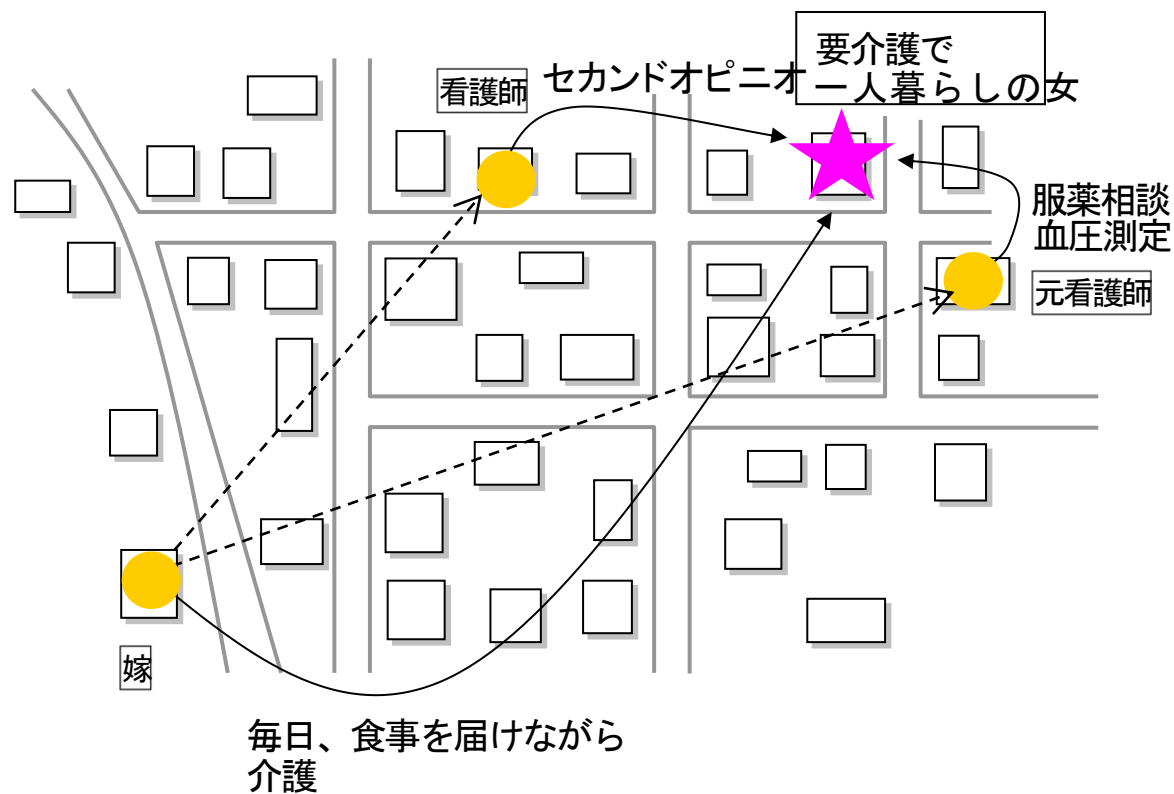 要介護で
一人暮らしの女
セカンドオピニオ
看護師
服薬相談
血圧測定
元看護師
嫁
毎日、食事を届けながら
介護